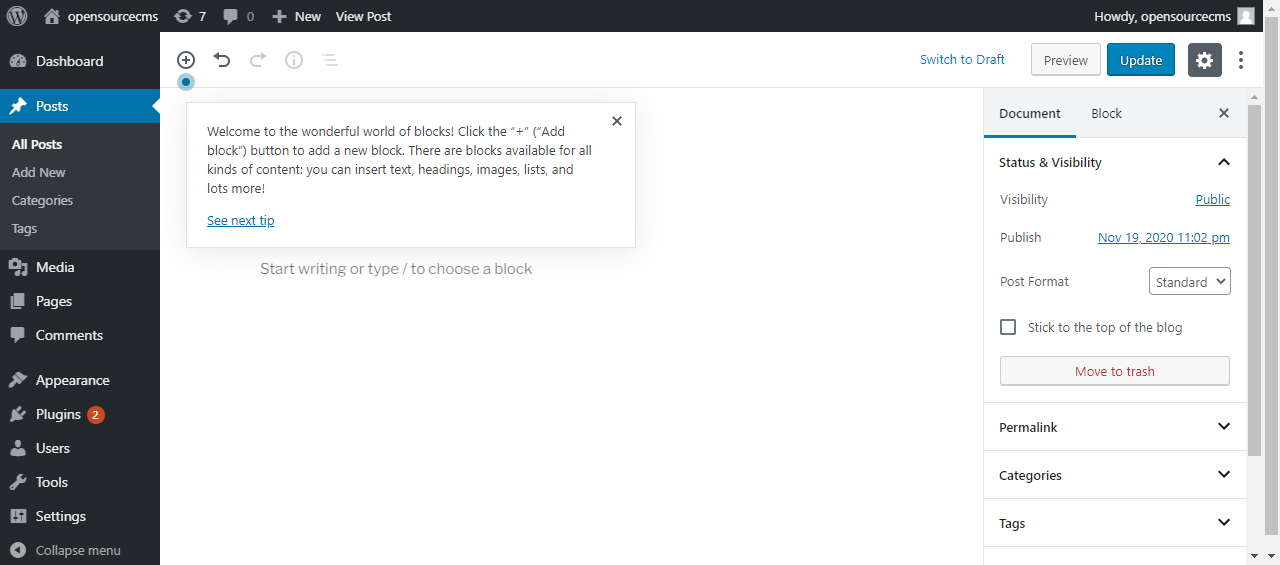 opensourcecms 7 0 New View Post Howdy, opensourcecms
Dashboard
Posts
All Posts
Add New
Categories
Tags
Media
Pages
Comments
Appearance
Plugins 2
Users
Tools
Settings
Collapse menu
Switch to Draft Preview Update
Welcome to the wonderful world of blocks! Click the “+” (“Add
block”) button to add a new block. There are blocks available for all
kinds of content: you can insert text, headings, images, lists, and
lots more!
See next tip
Start writing or type / to choose a block
Document Block
Status & Visibility
Visibility Public
Publish Nov 19, 2020 11:02 pm
Post Format Standard
Stick to the top of the blog
Move to trash
Permalink
Categories
Tags